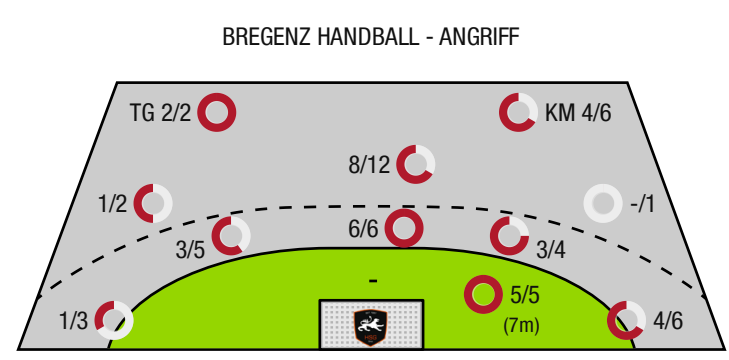 BREGENZ HANDBALL - ANGRIFF
TG 2/2
KM 4/6
8/12
1/2
-/1
6/6
3/5
3/4
-
5/5
(7m)
1/3
4/6